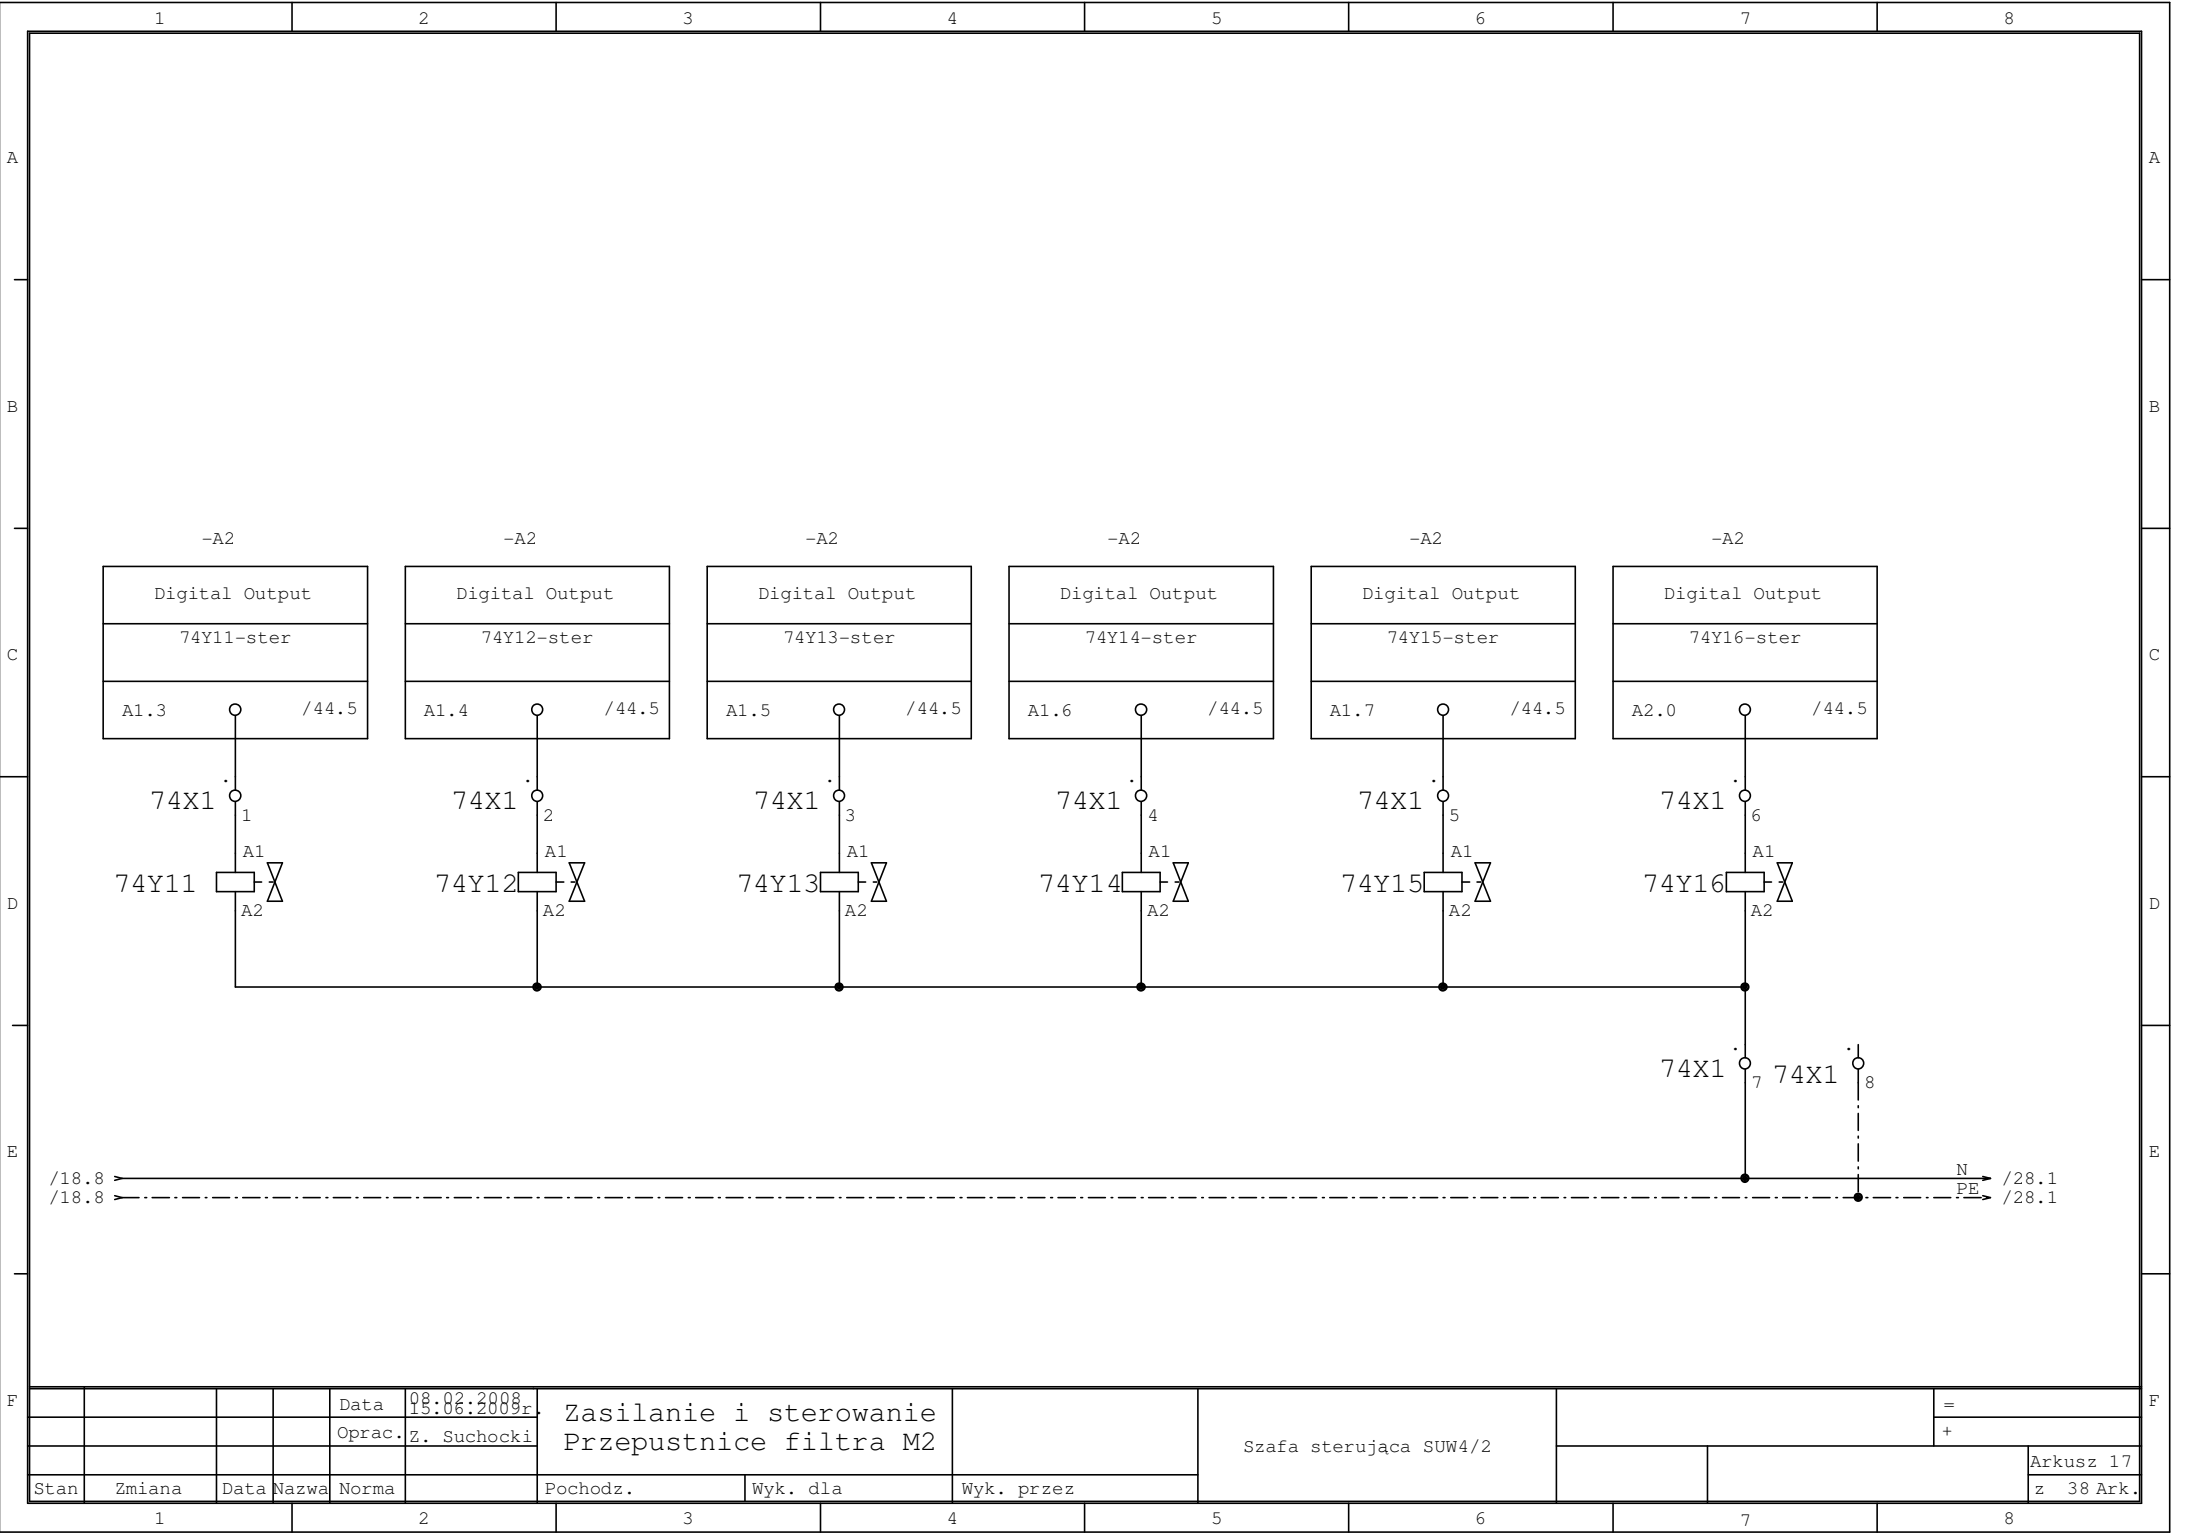 1 2 3 4 5 6 7 8
A A
B B
-A2 -A2 -A2 -A2 -A2 -A2
Digital Output Digital Output Digital Output Digital Output Digital Output Digital Output
74Y11-ster 74Y12-ster 74Y13-ster 74Y14-ster 74Y15-ster 74Y16-ster
C C
A1.3 /44.5 A1.4 /44.5 A1.5 /44.5 A1.6 /44.5 A1.7 /44.5 A2.0 /44.5
74X1 74X1 74X1 74X1 74X1 74X1
1 2 3 4 5 6
A1 A1 A1 A1 A1 A1
74Y11 74Y12 74Y13 74Y14 74Y15 74Y16
D D
A2 A2 A2 A2 A2 A2
74X1 7 74X1 8
E E
/18.8 N /28.1
/18.8 PE /28.1
F F
Data 08.02.2008
15.06.2009r.
Oprac. Z. Suchocki
Zasilanie i sterowanie
Przepustnice filtra M2
Szafa sterująca SUW4/2
=
+
Arkusz 17
Stan Zmiana Data Nazwa Norma Pochodz. Wyk. dla Wyk. przez z 38 Ark.
1 2 3 4 5 6 7 8